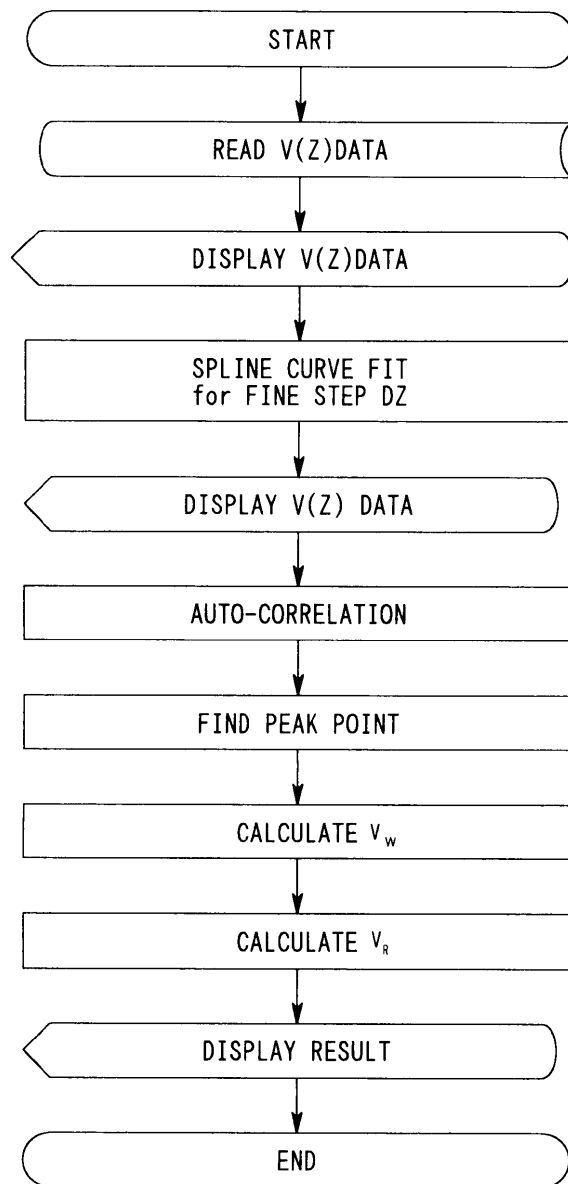 START
READ V(Z)DATA
DISPLAY V(Z)DATA
SPLINE CURVE FIT
for FINE STEP DZ
DISPLAY V(Z) DATA
AUTO-CORRELATION
FIND PEAK POINT
CALCULATE VW
CALCULATE VR
DISPLAY RESULT
END